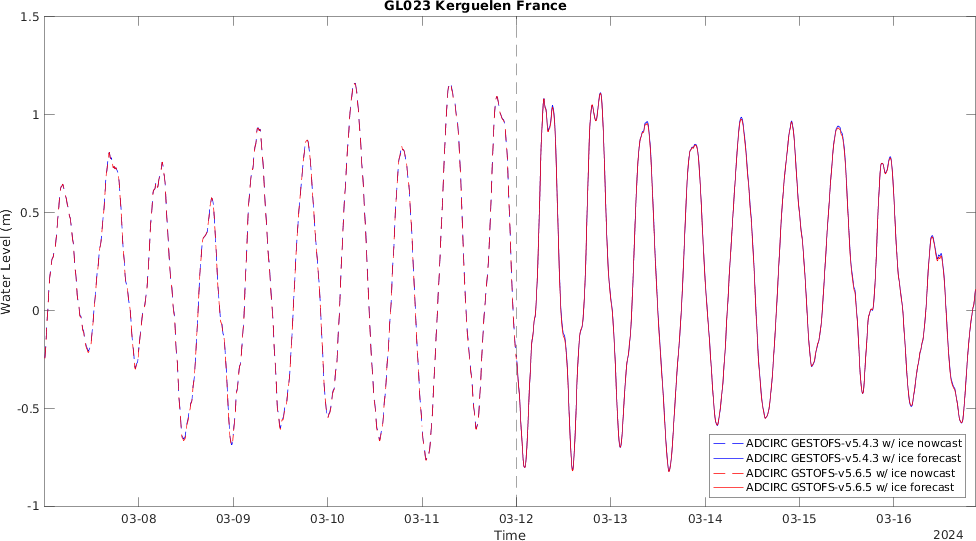 GL023 Kerguelen France
1.5
1
0.5
0
-0.5
-1
Water Level (m)
03-08 03-09 03-10 03-11 03-12 03-13 03-14 03-15 03-16
Time
2024
ADCIRC GESTOFS-v5.4.3 w/ ice nowcast
ADCIRC GESTOFS-v5.4.3 w/ ice forecast
ADCIRC GSTOFS-v5.6.5 w/ ice nowcast
ADCIRC GSTOFS-v5.6.5 w/ ice forecast